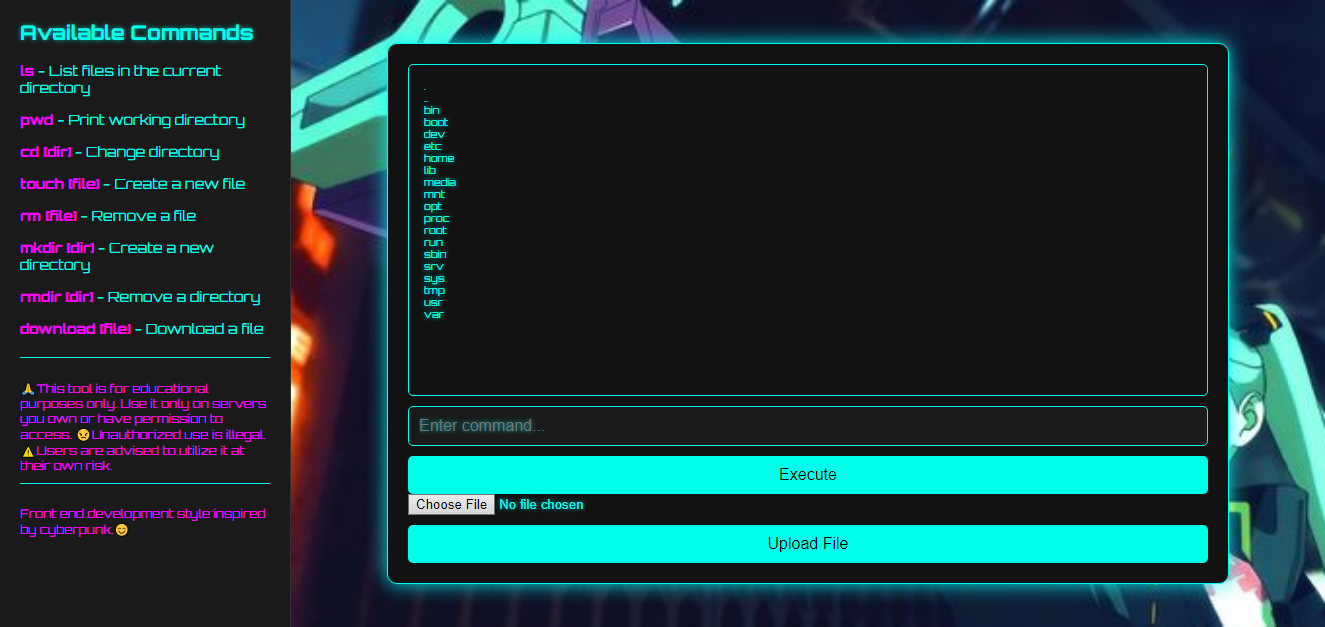 Available Commands
ls - List files in the current
directory
pwd - Print working directory
cd [dir] - Change directory
touch [file] - Create a new file
rm [file] - Remove a file
mkdir [dir] - Create a new
directory
rmdir [dir] - Remove a directory
download [file] - Download a file
🙏This tool is for educational
purposes only. Use it only on servers
you own or have permission to
access. 😠Unauthorized use is illegal.
⚠️Users are advised to utilize it at
their own risk.
Front end development style inspired
by cyberpunk.😊
.
..
bin
boot
dev
etc
home
lib
media
mnt
opt
proc
root
run
sbin
srv
sys
tmp
usr
var
Enter command...
Execute
Choose File No file chosen
Upload File